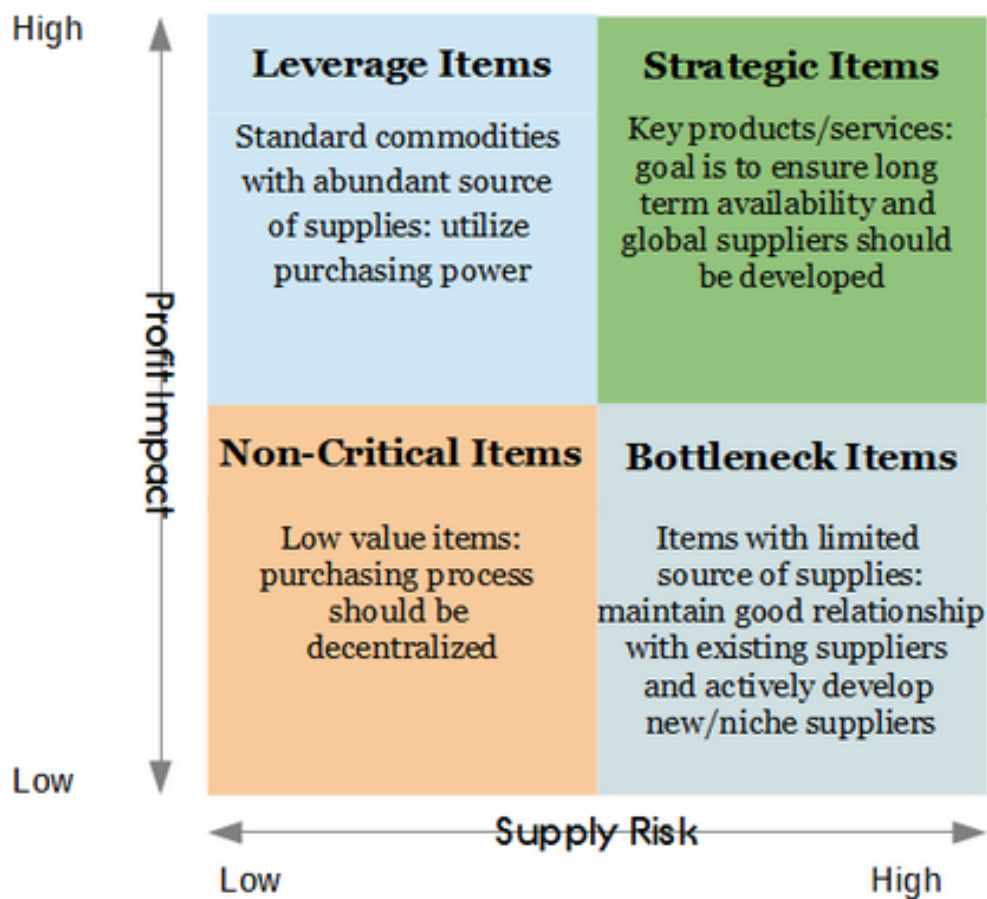 High
Leverage Items
Standard commodities
with abundant source
of supplies: utilize
purchasing power
Strategic Items
Key products/services:
goal is to ensure long
term availability and
global suppliers should
be developed
Profit Impact
Non-Critical Items
Low value items:
purchasing process
should be
decentralized
Bottleneck Items
Items with limited
source of supplies:
maintain good relationship
with existing suppliers
and actively develop
new/niche suppliers
Low
Supply Risk
Low
High